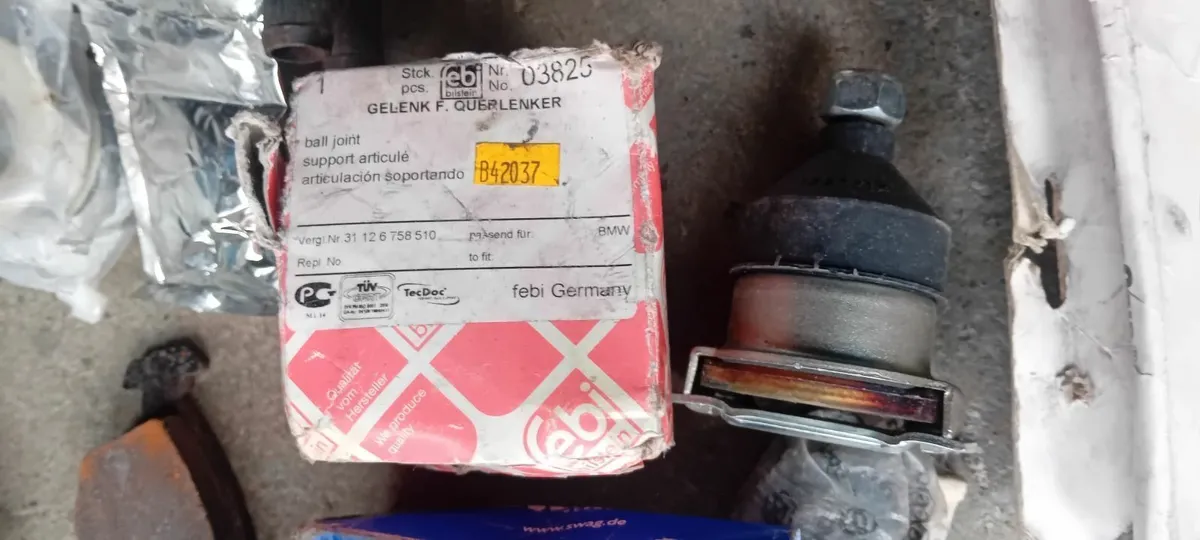 1
Stck.
pcs.
febi
bilstein
Nr.
No.
03825
GELENK F. QUERLENKER
ball joint
support articulé
articulación soportando
B42037
Vergl.Nr. 31 12 6 758 510
passend für:
BMW
Repl No.
to fit:
TÜV
TecDoc
febi Germany
Qualität
vom
Hersteller
We produce
quality
febi
www.swag.de